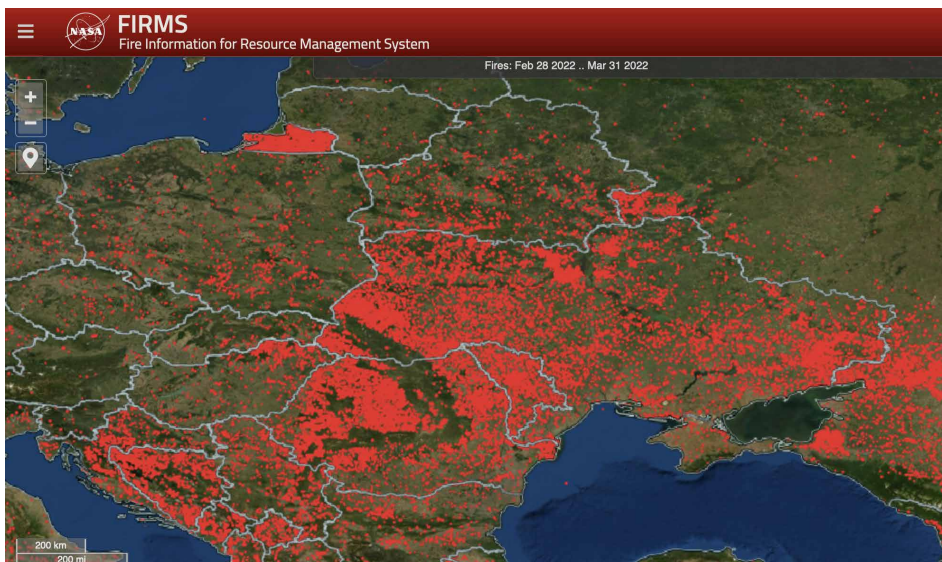 NASA
FIRMS
Fire Information for Resource Management System
Fires: Feb 28 2022 .. Mar 31 2022
+
−
200 km
200 mi